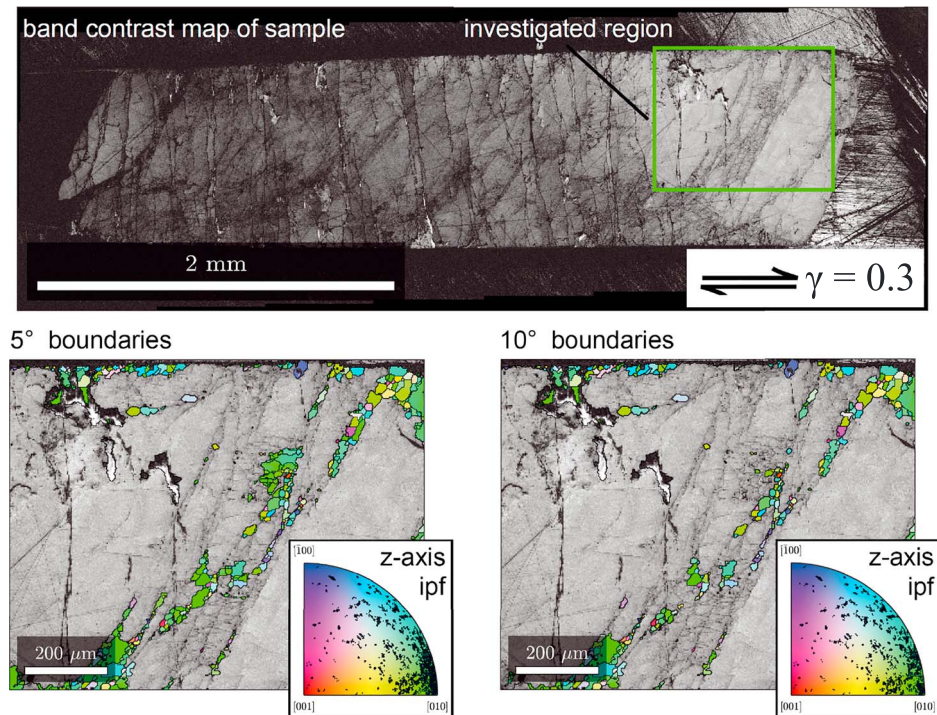 band contrast map of sample
investigated region
2 mm
γ = 0.3
5° boundaries
10° boundaries
[1̄00]
z-axis
ipf
200 μm
[001]
[010]
[1̄00]
z-axis
ipf
200 μm
[001]
[010]